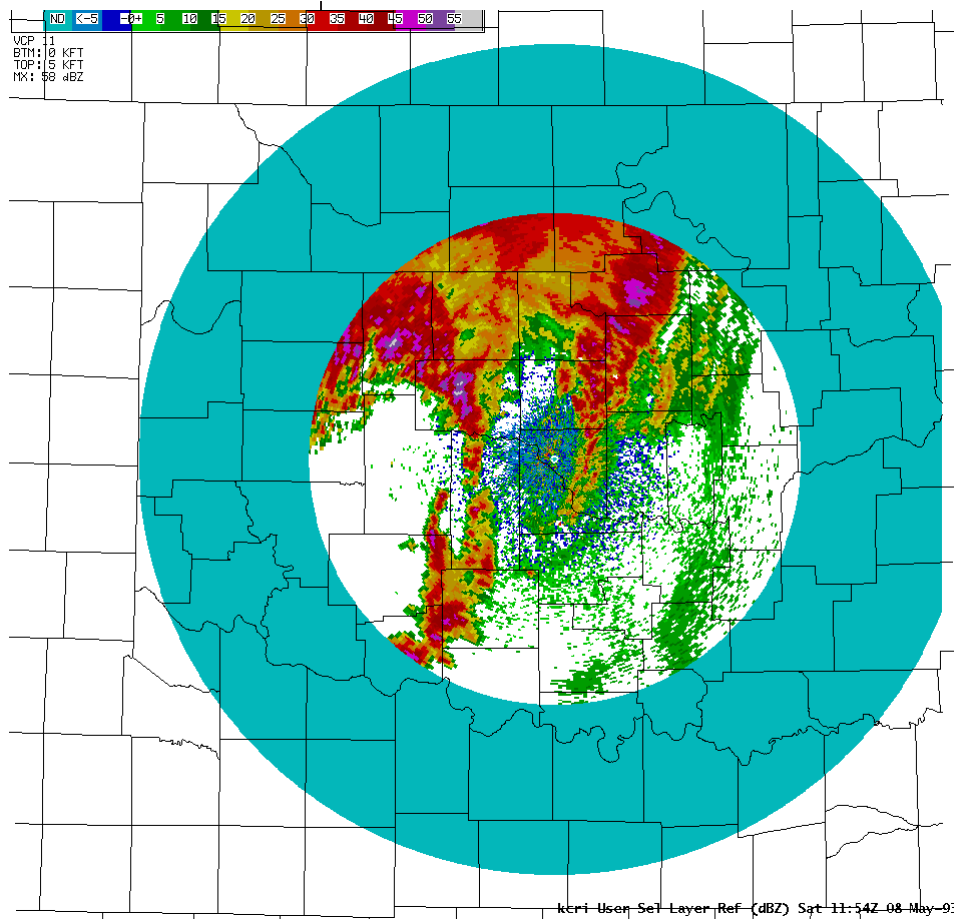 ND K-5 -0+ 5 10 15 20 25 30 35 40 45 50 55
VCP 11
BTM: 0 KFT
TOP: 5 KFT
MX: 58 dBZ
kcri User Sel Layer Ref (dBZ) Sat 11:54Z 08-May-93